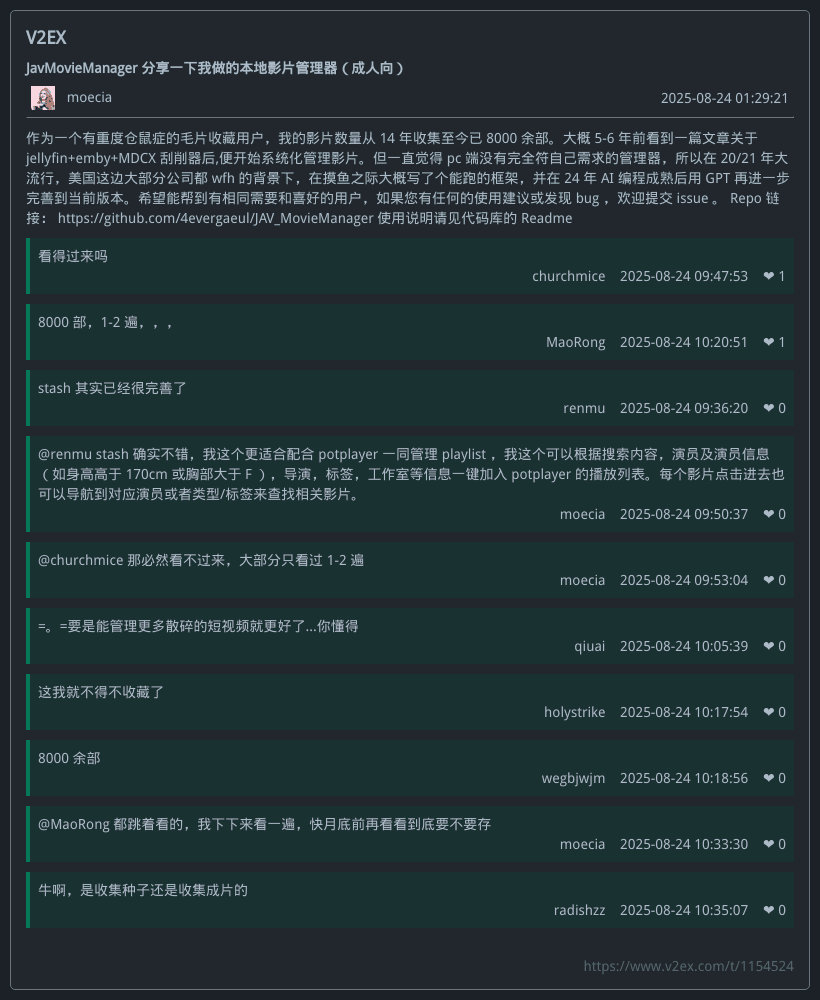 V2EX
JavMovieManager 分享一下我做的本地影片管理器（成人向）
moecia 2025-08-24 01:29:21
作为一个有重度仓鼠症的毛片收藏用户，我的影片数量从 14 年收集至今已 8000 余部。大概 5-6 年前看到一篇文章关于
jellyfin+emby+MDCX 刮削器后,便开始系统化管理影片。但一直觉得 pc 端没有完全符自己需求的管理器，所以在 20/21 年大
流行，美国这边大部分公司都 wfh 的背景下，在摸鱼之际大概写了个能跑的框架，并在 24 年 AI 编程成熟后用 GPT 再进一步
完善到当前版本。希望能帮到有相同需要和喜好的用户，如果您有任何的使用建议或发现 bug ，欢迎提交 issue 。 Repo 链
接： https://github.com/4evergaeul/JAV_MovieManager 使用说明请见代码库的 Readme
看得过来吗
churchmice 2025-08-24 09:47:53 ❤ 1
8000 部，1-2 遍，，，
MaoRong 2025-08-24 10:20:51 ❤ 1
stash 其实已经很完善了
renmu 2025-08-24 09:36:20 ❤ 0
@renmu stash 确实不错，我这个更适合配合 potplayer 一同管理 playlist ，我这个可以根据搜索内容，演员及演员信息
（如身高高于 170cm 或胸部大于 F ），导演，标签，工作室等信息一键加入 potplayer 的播放列表。每个影片点击进去也
可以导航到对应演员或者类型/标签来查找相关影片。
moecia 2025-08-24 09:50:37 ❤ 0
@churchmice 那必然看不过来，大部分只看过 1-2 遍
moecia 2025-08-24 09:53:04 ❤ 0
=。=要是能管理更多散碎的短视频就更好了...你懂得
qiuai 2025-08-24 10:05:39 ❤ 0
这我就不得不收藏了
holystrike 2025-08-24 10:17:54 ❤ 0
8000 余部
wegbjwjm 2025-08-24 10:18:56 ❤ 0
@MaoRong 都跳着看的，我下下来看一遍，快月底前再看看到底要不要存
moecia 2025-08-24 10:33:30 ❤ 0
牛啊，是收集种子还是收集成片的
radishzz 2025-08-24 10:35:07 ❤ 0
https://www.v2ex.com/t/1154524